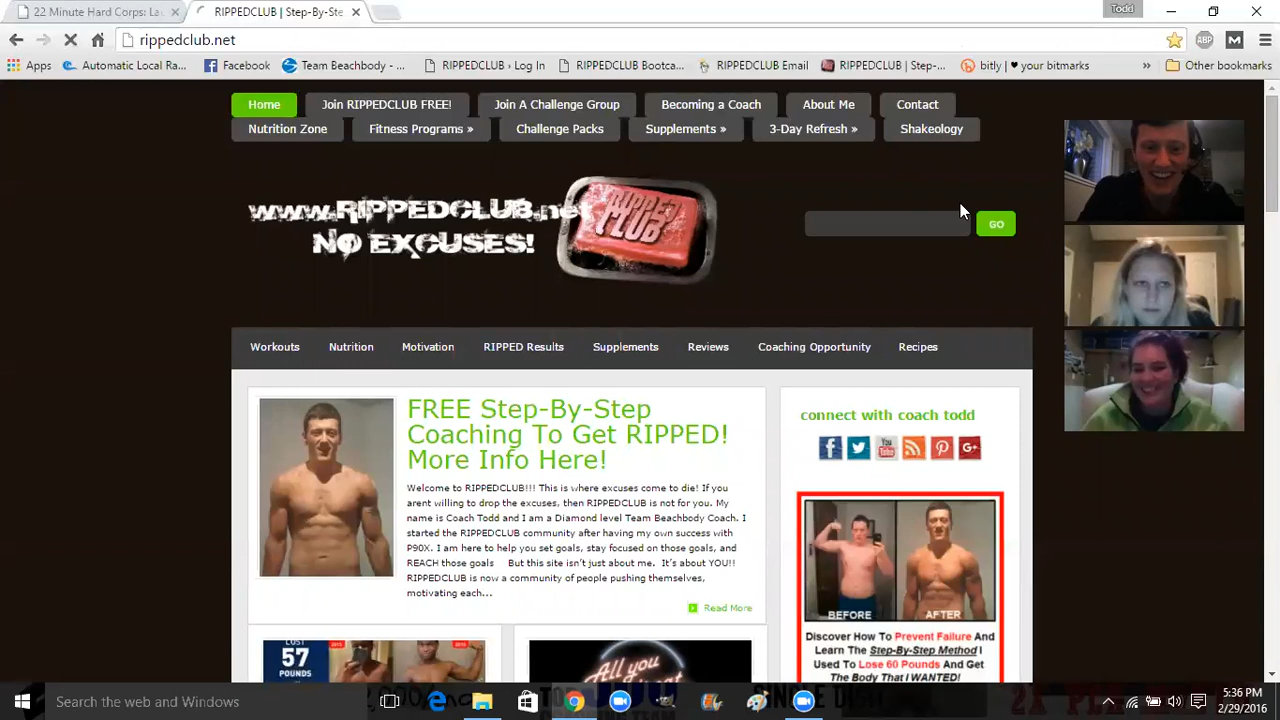 22 Minute Hard Corps: La
RIPPEDCLUB | Step-By-Ste
Todd
rippedclub.net
ABP
M
Apps
Automatic Local Ra...
Facebook
Team Beachbody - ...
RIPPEDCLUB › Log In
RIPPEDCLUB Bootca...
RIPPEDCLUB Email
RIPPEDCLUB | Step-...
bitly | ♥ your bitmarks
»
Other bookmarks
Home
Join RIPPEDCLUB FREE!
Join A Challenge Group
Becoming a Coach
About Me
Contact
Nutrition Zone
Fitness Programs »
Challenge Packs
Supplements »
3-Day Refresh »
Shakeology
www.RIPPEDCLUB.net
NO EXCUSES!
RIPPED
CLUB
GO
Workouts
Nutrition
Motivation
RIPPED Results
Supplements
Reviews
Coaching Opportunity
Recipes
FREE Step-By-Step
Coaching To Get RIPPED!
More Info Here!
Welcome to RIPPEDCLUB!!! This is where excuses come to die! If you
arent willing to drop the excuses, then RIPPEDCLUB is not for you. My
name is Coach Todd and I am a Diamond level Team Beachbody Coach. I
started the RIPPEDCLUB community after having my own success with
P90X. I am here to help you set goals, stay focused on those goals, and
REACH those goals But this site isn't just about me. It's about YOU!!
RIPPEDCLUB is now a community of people pushing themselves,
motivating each...
Read More
connect with coach todd
You
Tube
BEFORE
AFTER
Discover How To Prevent Failure And
Learn The Step-By-Step Method I
Used To Lose 60 Pounds And Get
The Body That I WANTED!
LOST
57
POUNDS
All you
Search the web and Windows
5:36 PM
2/29/2016